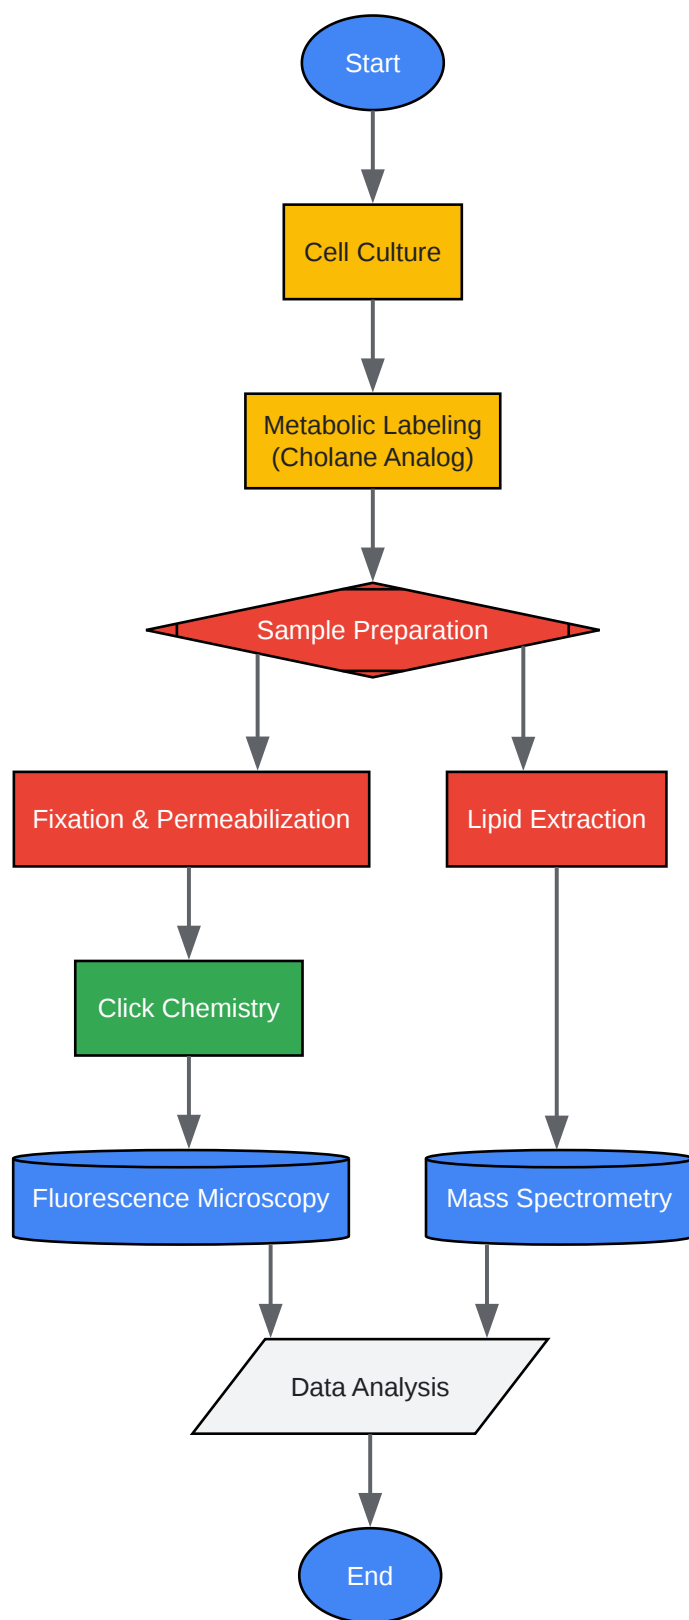 Start
Cell Culture
Metabolic Labeling
(Cholane Analog)
Sample Preparation
Fixation & Permeabilization
Lipid Extraction
Click Chemistry
Fluorescence Microscopy
Mass Spectrometry
Data Analysis
End